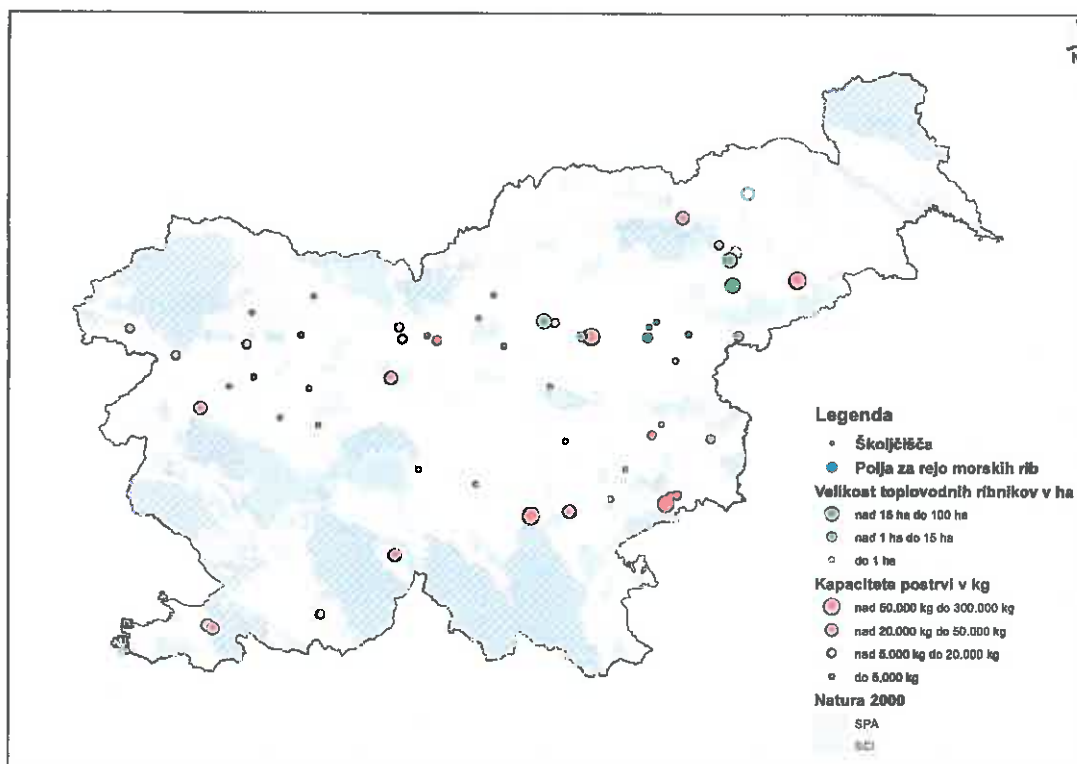 N
Legenda
Školjčišča
Polja za rejo morskih rib
Velikost toplovodnih ribnikov v ha
nad 15 ha do 100 ha
nad 1 ha do 15 ha
do 1 ha
Kapacitete postrvi v kg
nad 50.000 kg do 300.000 kg
nad 20.000 kg do 50.000 kg
nad 5.000 kg do 20.000 kg
do 5.000 kg
Natura 2000
SPA
SCI